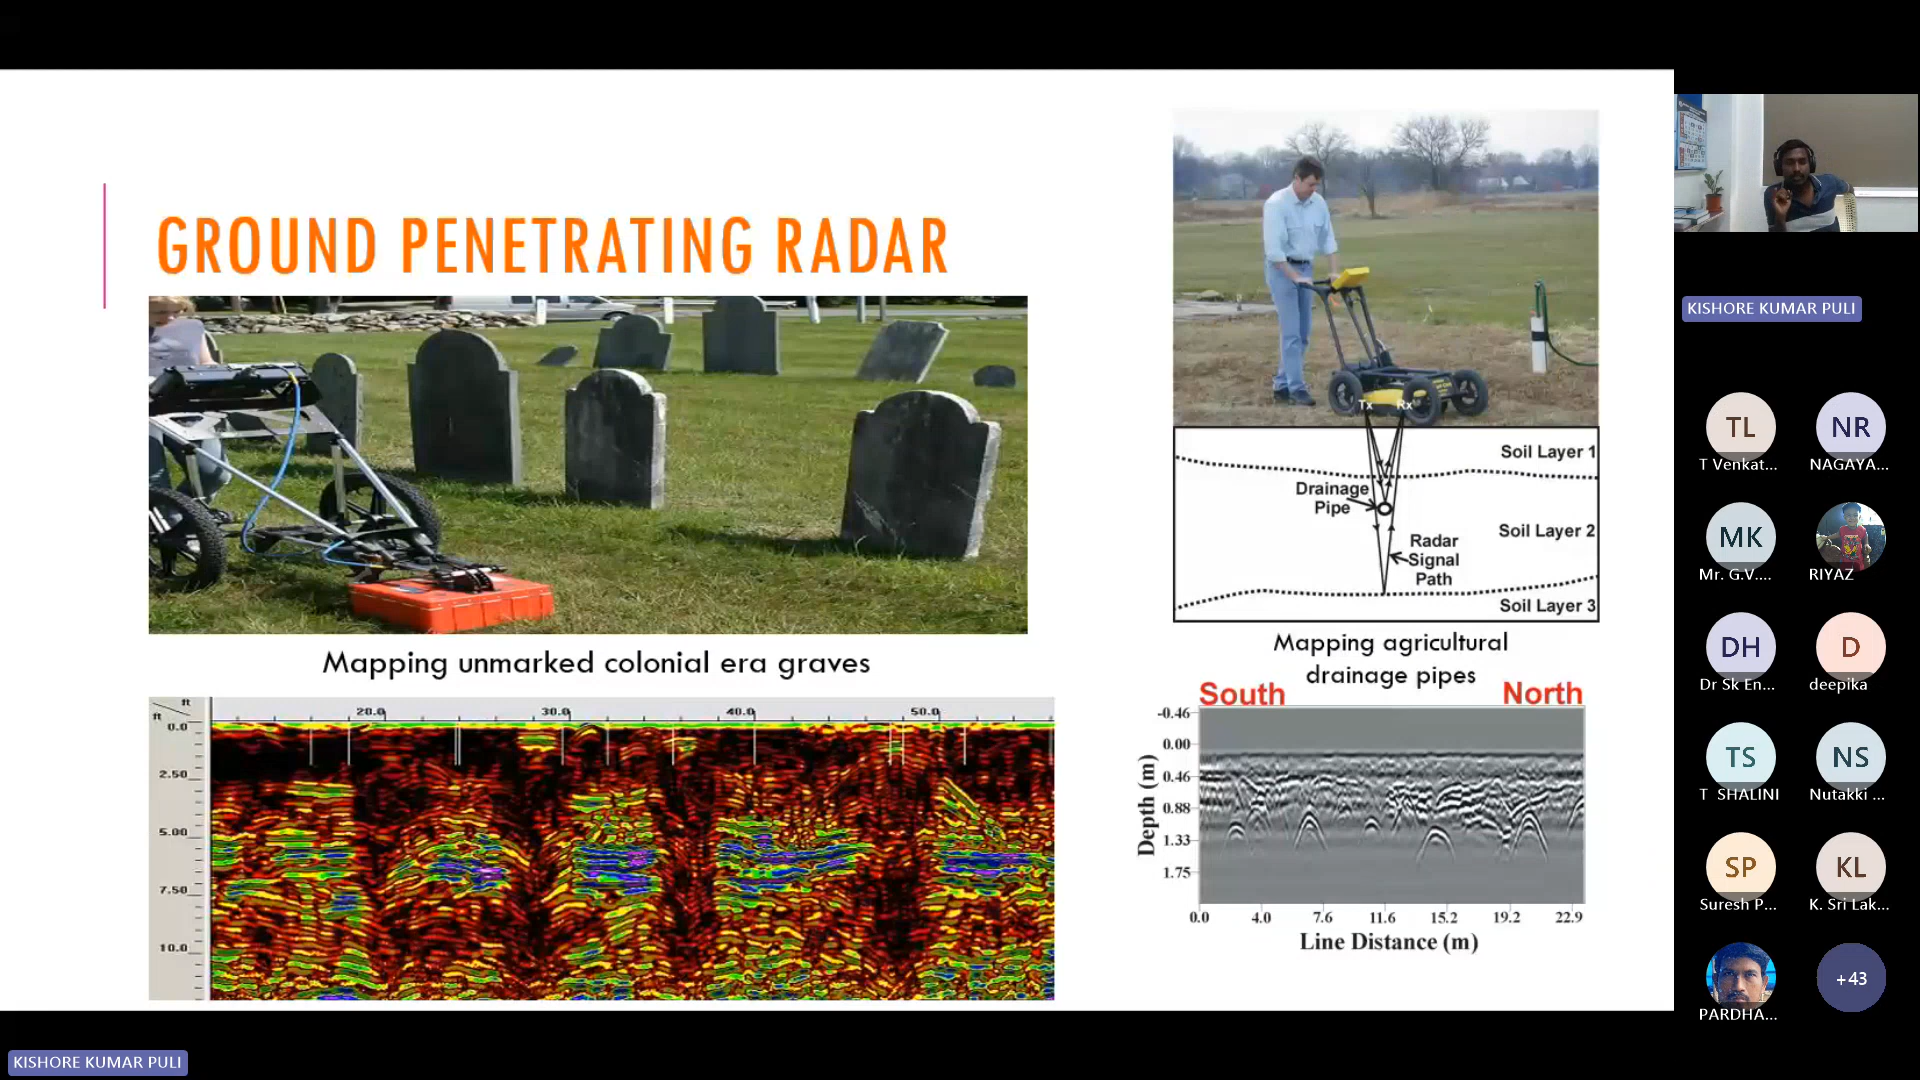 GROUND PENETRATING RADAR
Mapping unmarked colonial era graves
ft
ft
20.0
30.0
40.0
50.0
0.0
2.50
5.00
7.50
10.0
Tx
Rx
Soil Layer 1
Drainage
Pipe
Soil Layer 2
Radar
Signal
Path
Soil Layer 3
Mapping agricultural
drainage pipes
South
North
Depth (m)
-0.46
0.00
0.46
0.88
1.33
1.75
0.0
4.0
7.6
11.6
15.2
19.2
22.9
Line Distance (m)
KISHORE KUMAR PULI
TL
T Venkat...
NR
NAGAYA...
MK
Mr. G.V....
RIYAZ
DH
Dr Sk En...
D
deepika
TS
T SHALINI
NS
Nutakki ...
SP
Suresh P...
KL
K. Sri Lak...
PARDHA...
+43
KISHORE KUMAR PULI